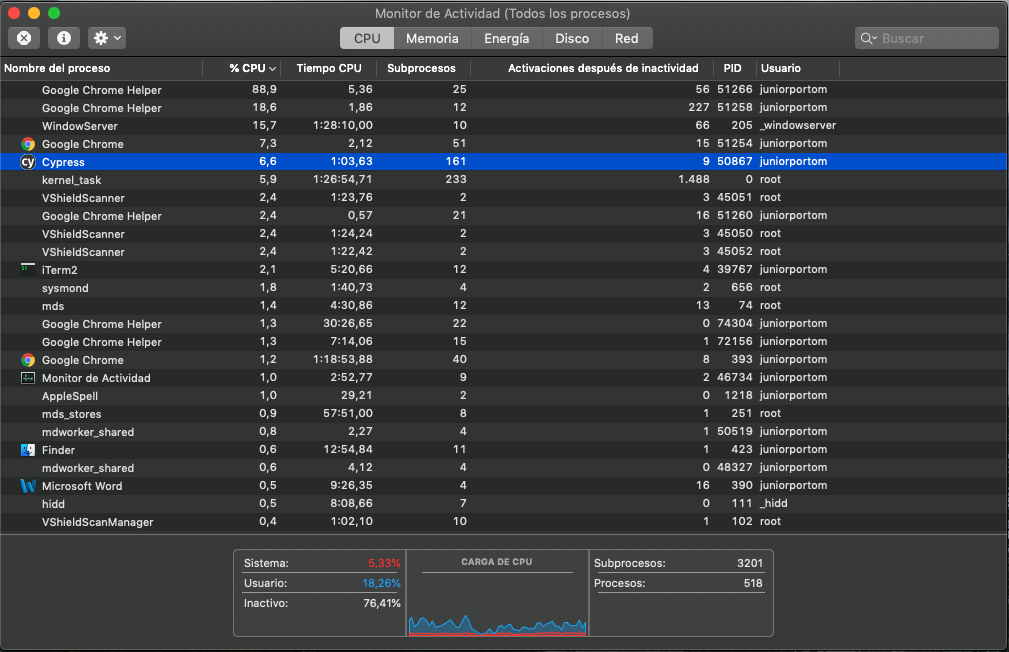 Monitor de Actividad (Todos los procesos)
CPU Memoria Energía Disco Red Buscar
Nombre del proceso % CPU Tiempo CPU Subprocesos Activaciones después de inactividad PID Usuario
Google Chrome Helper 88,9 5,36 25 56 51266 juniorportom
Google Chrome Helper 18,6 1,86 12 227 51258 juniorportom
WindowServer 15,7 1:28:10,00 10 66 205 _windowserver
Google Chrome 7,3 2,12 51 15 51254 juniorportom
cy Cypress 6,6 1:03,63 161 9 50867 juniorportom
kernel_task 5,9 1:26:54,71 233 1.488 0 root
VShieldScanner 2,4 1:23,76 2 3 45051 root
Google Chrome Helper 2,4 0,57 21 16 51260 juniorportom
VShieldScanner 2,4 1:24,24 2 3 45050 root
VShieldScanner 2,4 1:22,42 2 3 45052 root
iTerm2 2,1 5:20,66 12 4 39767 juniorportom
sysmond 1,8 1:40,73 4 2 656 root
mds 1,4 4:30,86 12 13 74 root
Google Chrome Helper 1,3 30:26,65 22 0 74304 juniorportom
Google Chrome Helper 1,3 7:14,06 15 1 72156 juniorportom
Google Chrome 1,2 1:18:53,88 40 8 393 juniorportom
Monitor de Actividad 1,0 2:52,77 9 2 46734 juniorportom
AppleSpell 1,0 29,21 2 0 1218 juniorportom
mds_stores 0,9 57:51,00 8 1 251 root
mdworker_shared 0,8 2,27 4 1 50519 juniorportom
Finder 0,6 12:54,84 11 1 423 juniorportom
mdworker_shared 0,6 4,12 4 0 48327 juniorportom
Microsoft Word 0,5 9:26,35 4 16 390 juniorportom
hidd 0,5 8:08,66 7 0 111 _hidd
VShieldScanManager 0,4 1:02,10 10 1 102 root
Sistema: 5,33% CARGA DE CPU Subprocesos: 3201
Usuario: 18,26% Procesos: 518
Inactivo: 76,41%